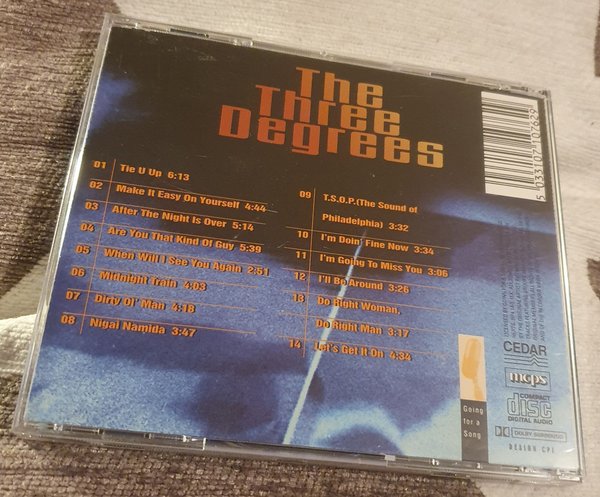 The
Three
Degrees
01 Tie U Up 6:13
02 Make It Easy On Yourself 4:44
03 After The Night Is Over 5:14
04 Are You That Kind Of Guy 5:39
05 When Will I See You Again 2:51
06 Midnight Train 4:03
07 Dirty Ol' Man 4:18
08 Nigai Namida 3:47
09 T.S.O.P.(The Sound of
Philadelphia) 3:32
10 I'm Doin' Fine Now 3:34
11 I'm Going To Miss You 3:06
12 I'll Be Around 3:26
13 Do Right Woman,
Do Right Man 3:17
14 Let's Get It On 4:34
Going
for a
Song
CEDAR
mcps
COMPACT
disc
DIGITAL AUDIO
DOLBY SURROUND
DESIGN CPL